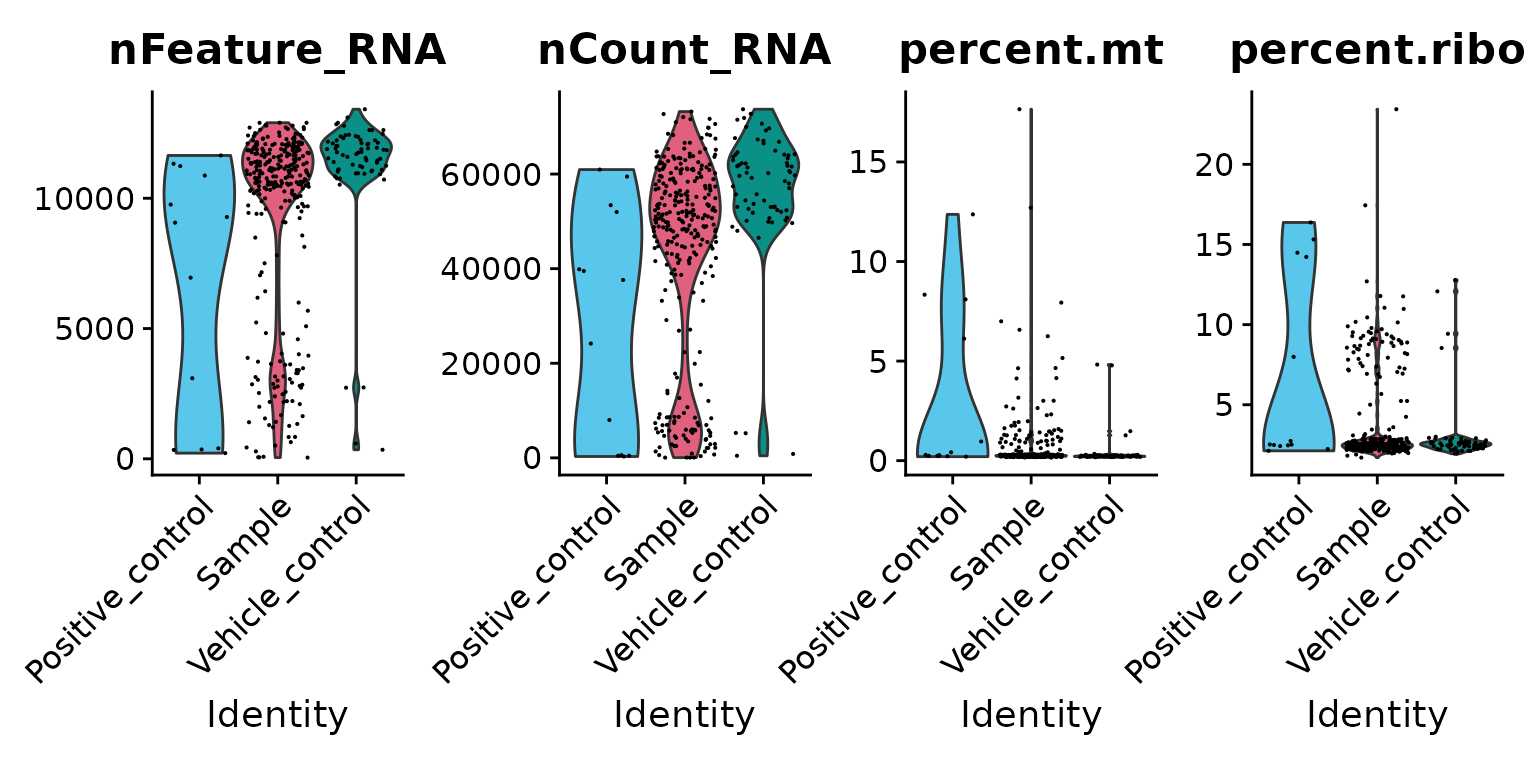 nFeature_RNA
10000
5000
0
Positive_control
Sample
Vehicle_control
Identity
nCount_RNA
60000
40000
20000
0
Positive_control
Sample
Vehicle_control
Identity
percent.mt
15
10
5
0
Positive_control
Sample
Vehicle_control
Identity
percent.ribo
20
15
10
5
Positive_control
Sample
Vehicle_control
Identity